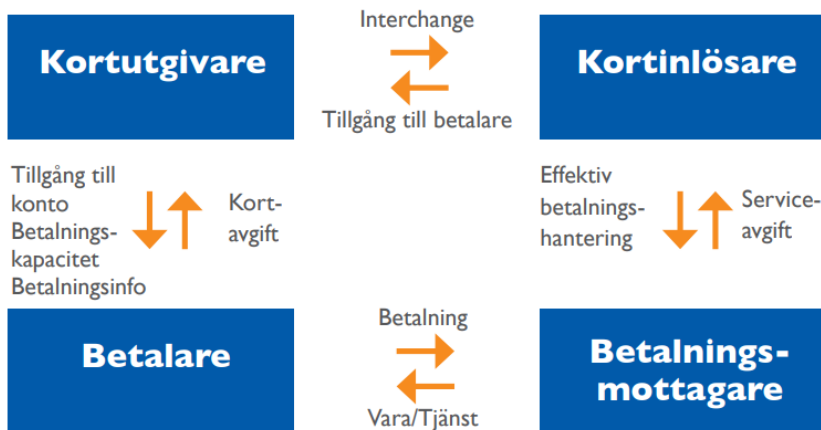 Interchange
Kortutgivare
Kortinlösare
Tillgång till betalare
Tillgång till
konto
Betalnings-
kapacitet
Betalningsinfo
Kort-
avgift
Effektiv
betalnings-
hantering
Service-
avgift
Betalning
Betalare
Betalnings-
mottagare
Vara/Tjänst